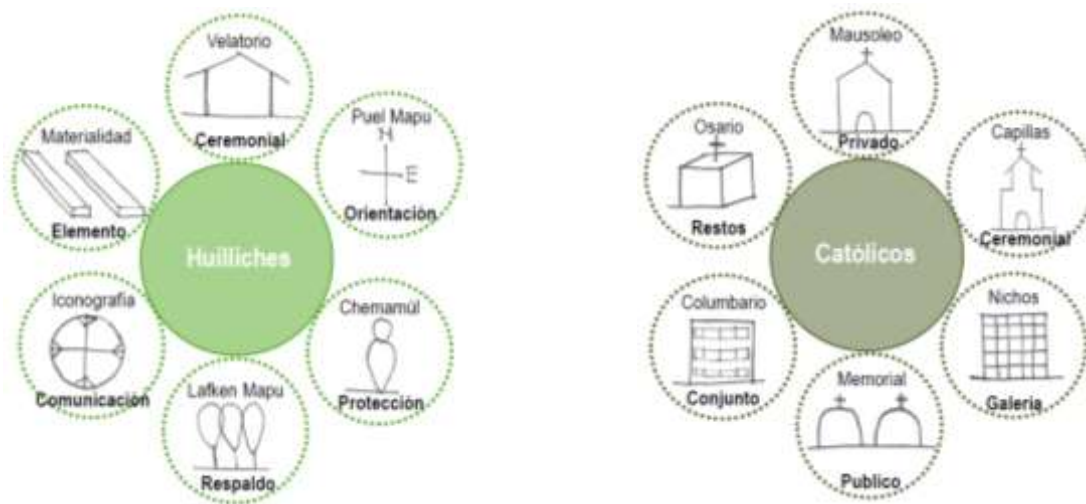 Velatorio
Ceremonial
Puel Mapu
Orientación
Chemamúl
Protección
Lafken Mapu
Respaldo
Iconografía
Comunicación
Materialidad
Elemento
Huilliches
Mausoleo
Privado
Capillas
Ceremonial
Nichos
Galeria
Memorial
Publico
Columbario
Conjunto
Osario
Restos
Católicos